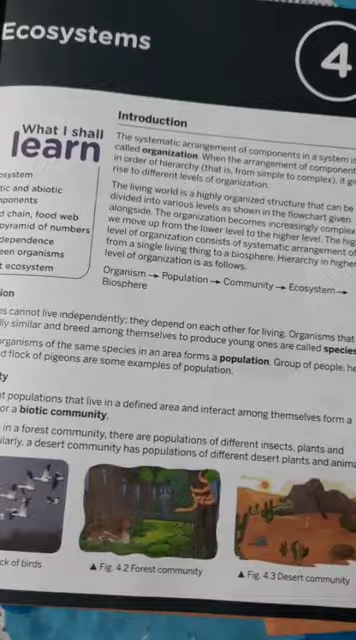 Ecosystems
4
What I shall
learn
system
tic and abiotic
ponents
d chain, food web
pyramid of numbers
dependence
een organisms
t ecosystem
Introduction
The systematic arrangement of components in a system is
called organization. When the arrangement of component
in order of hierarchy (that is, from simple to complex), it g
rise to different levels of organization.
The living world is a highly organized structure that can be
divided into various levels as shown in the flowchart given
alongside. The organization becomes increasingly complex
we move up from the lower level to the higher level. The hig
level of organization consists of systematic arrangement of
from a single living thing to a biosphere. Hierarchy in higher
level of organization is as follows.
Organism → Population → Community → Ecosystem →
Biosphere
ion
s cannot live independently: they depend on each other for living. Organisms that
lly similar and breed among themselves to produce young ones are called species
organisms of the same species in an area forms a population. Group of people, he
d flock of pigeons are some examples of population.
ty
t populations that live in a defined area and interact among themselves form a
or a biotic community.
in a forest community, there are populations of different insects, plants and
ilarly, a desert community has populations of different desert plants and anima
ck of birds
▲ Fig. 4.2 Forest community
▲ Fig. 4.3 Desert community